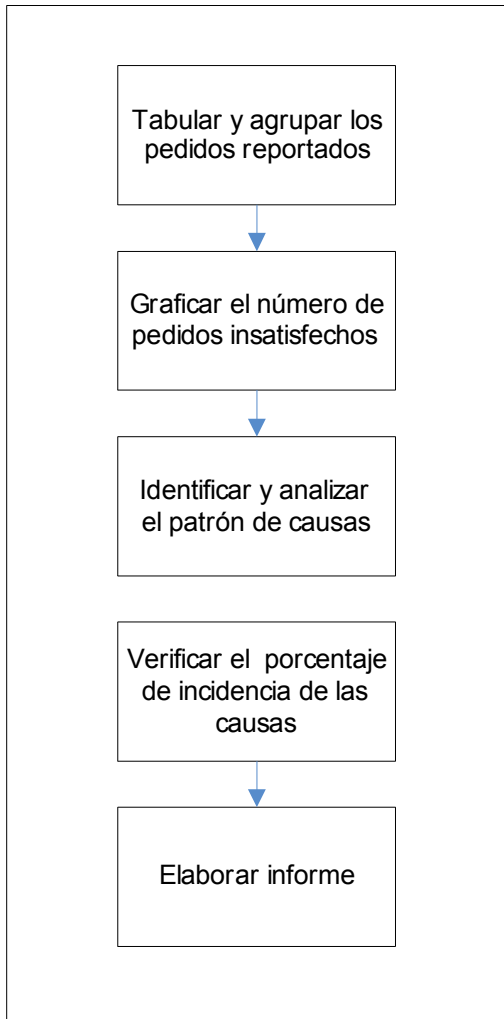 Tabular y agrupar los
pedidos reportados
Graficar el número de
pedidos insatisfechos
Identificar y analizar
el patrón de causas
Verificar el porcentaje
de incidencia de las
causas
Elaborar informe